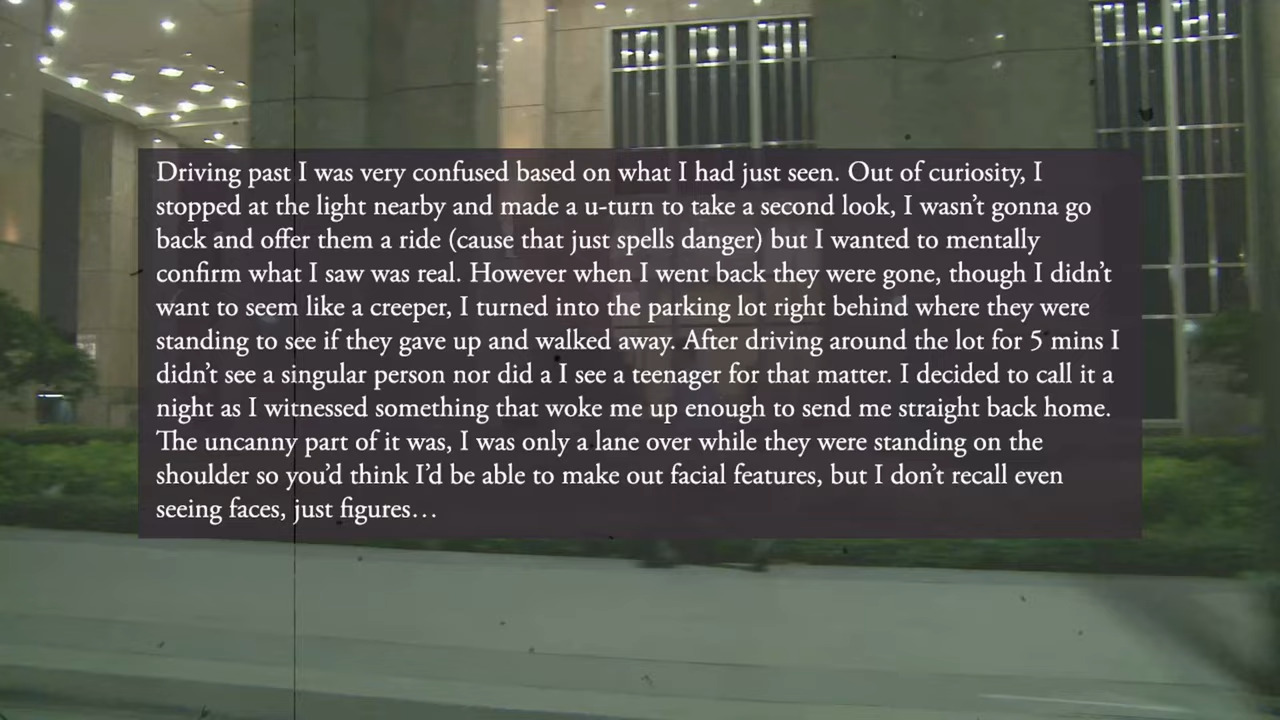 Driving past I was very confused based on what I had just seen. Out of curiosity, I
stopped at the light nearby and made a u-turn to take a second look, I wasn’t gonna go
back and offer them a ride (cause that just spells danger) but I wanted to mentally
confirm what I saw was real. However when I went back they were gone, though I didn’t
want to seem like a creeper, I turned into the parking lot right behind where they were
standing to see if they gave up and walked away. After driving around the lot for 5 mins I
didn’t see a singular person nor did a I see a teenager for that matter. I decided to call it a
night as I witnessed something that woke me up enough to send me straight back home.
The uncanny part of it was, I was only a lane over while they were standing on the
shoulder so you’d think I’d be able to make out facial features, but I don’t recall even
seeing faces, just figures…